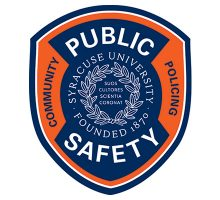 PUBLIC
COMMUNITY
POLICING
SYRACUSE UNIVERSITY
SUOS
CULTORES
SCIENTIA
CORONAT
FOUNDED 1870
SAFETY